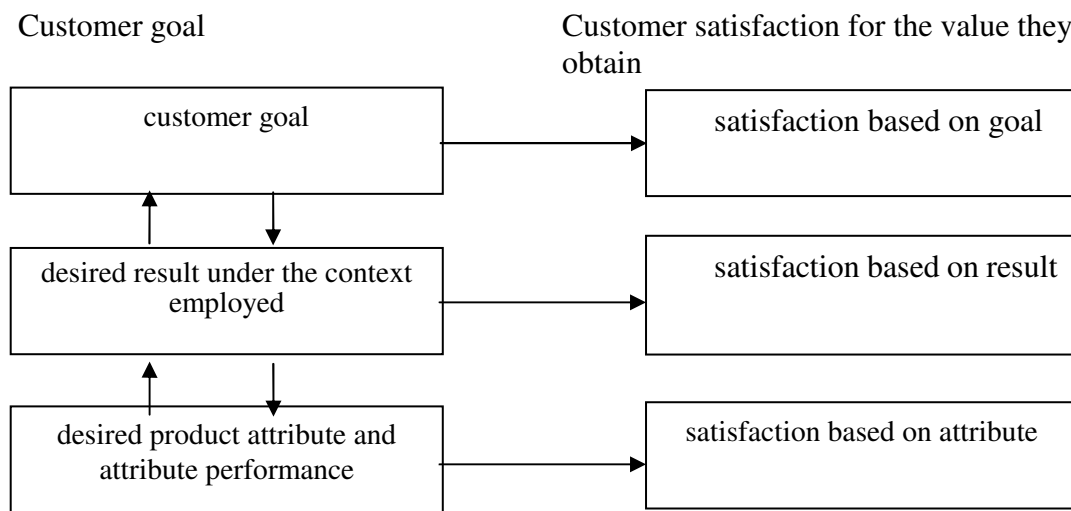 Customer goal
Customer satisfaction for the value they
obtain
customer goal
satisfaction based on goal
desired result under the context
employed
satisfaction based on result
desired product attribute and
attribute performance
satisfaction based on attribute